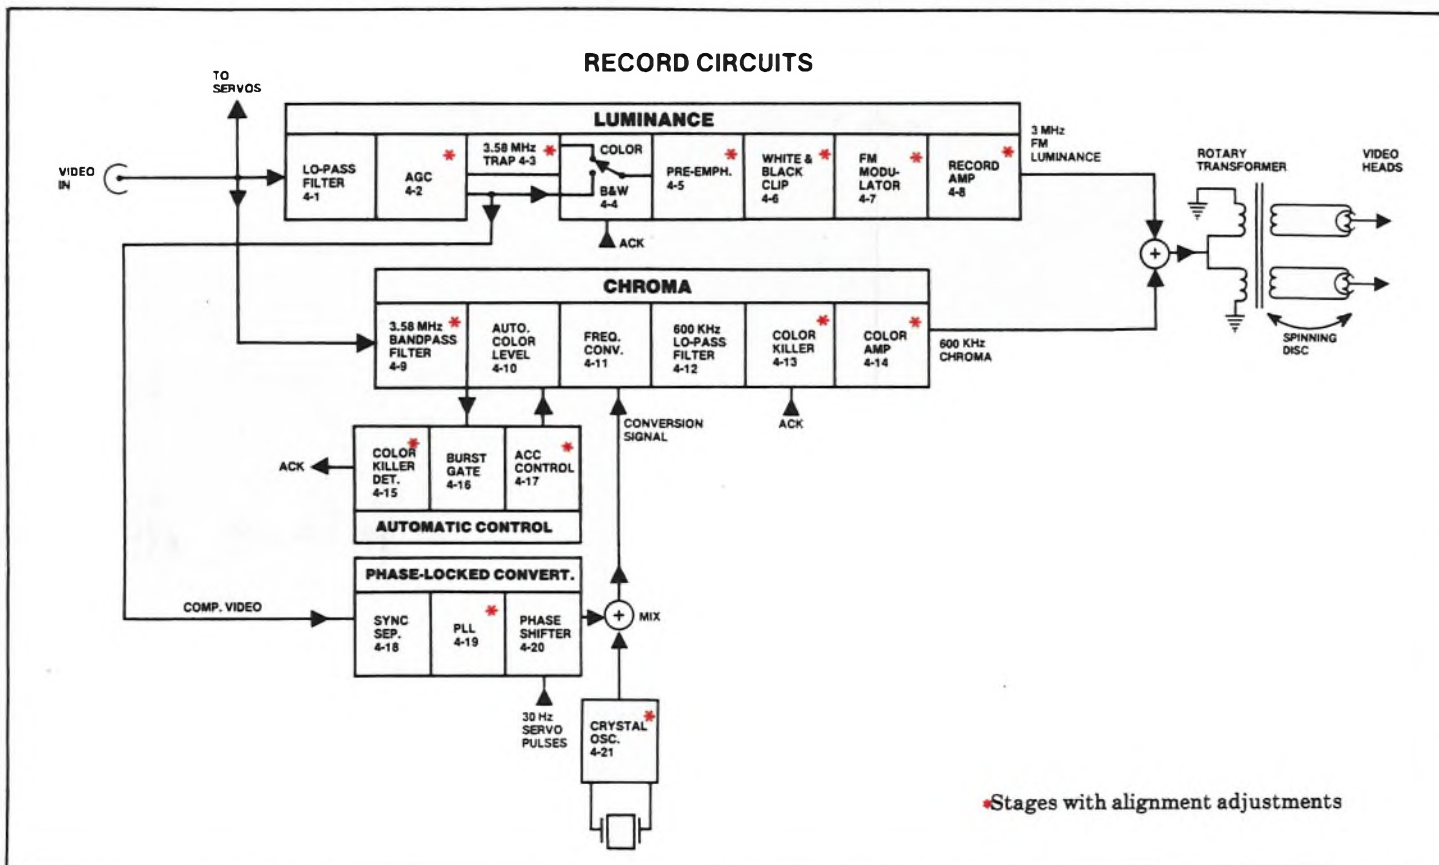 RECORD CIRCUITS
TO
SERVOS
VIDEO
IN
LUMINANCE
LO-PASS
FILTER
4-1
AGC
4-2
*
3.58 MHz
TRAP 4-3
*
COLOR
B&W
4-4
ACK
PRE-EMPH.
4-5
*
WHITE &
BLACK
CLIP
4-6
*
FM
MODU-
LATOR
4-7
*
RECORD
AMP
4-8
*
3 MHz
FM
LUMINANCE
+
ROTARY
TRANSFORMER
VIDEO
HEADS
SPINNING
DISC
CHROMA
3.58 MHz
BANDPASS
FILTER
4-9
*
AUTO.
COLOR
LEVEL
4-10
FREQ.
CONV.
4-11
600 KHz
LO-PASS
FILTER
4-12
COLOR
KILLER
4-13
*
COLOR
AMP
4-14
*
600 KHz
CHROMA
CONVERSION
SIGNAL
ACK
ACK
COLOR
KILLER
DET.
4-15
*
BURST
GATE
4-16
ACC
CONTROL
4-17
*
AUTOMATIC CONTROL
PHASE-LOCKED CONVERT.
COMP. VIDEO
SYNC
SEP.
4-18
PLL
4-19
*
PHASE
SHIFTER
4-20
+
MIX
30 Hz
SERVO
PULSES
CRYSTAL
OSC.
4-21
*
*Stages with alignment adjustments